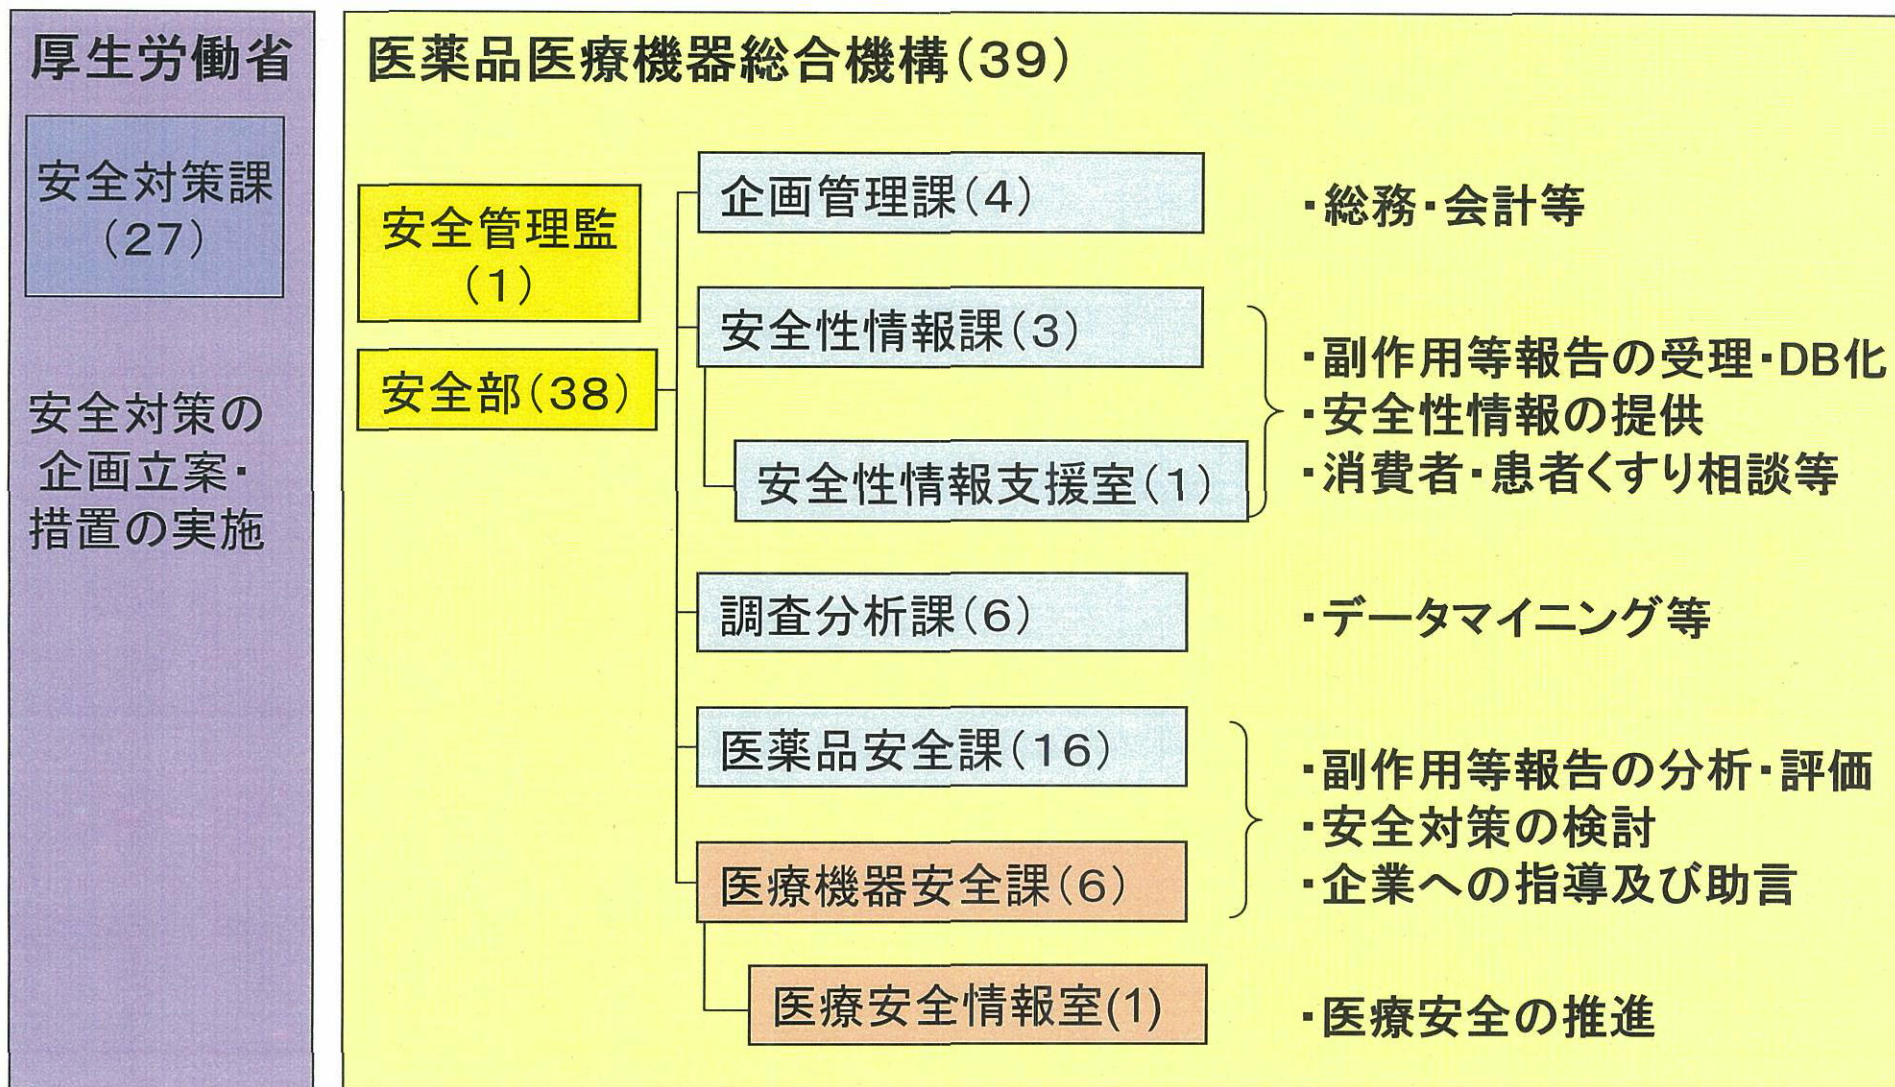 厚生労働省
安全対策課
（27）
安全対策の
企画立案・
措置の実施
医薬品医療機器総合機構（39）
安全管理監
（1）
安全部（38）
企画管理課（4）
・総務・会計等
安全性情報課（3）
安全性情報支援室（1）
・副作用等報告の受理・DB化
・安全性情報の提供
・消費者・患者くすり相談等
調査分析課（6）
・データマイニング等
医薬品安全課（16）
医療機器安全課（6）
・副作用等報告の分析・評価
・安全対策の検討
・企業への指導及び助言
医療安全情報室(1)
・医療安全の推進